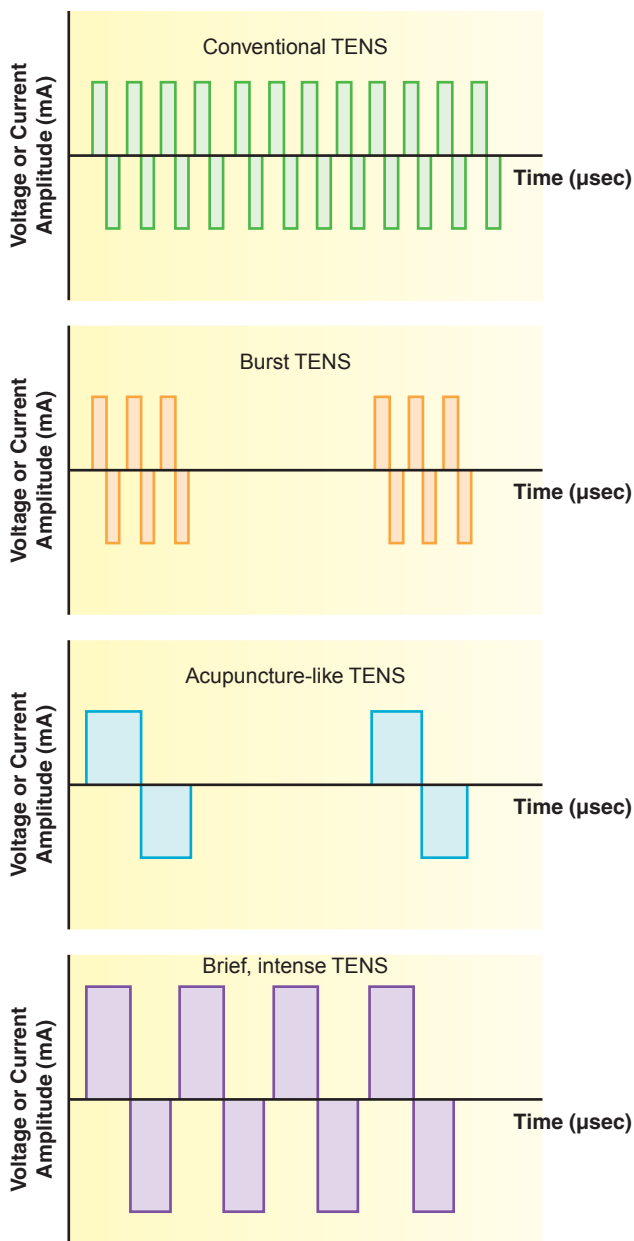 Conventional TENS
Voltage or Current
Amplitude (mA)
Time (μsec)
Burst TENS
Voltage or Current
Amplitude (mA)
Time (μsec)
Acupuncture-like TENS
Voltage or Current
Amplitude (mA)
Time (μsec)
Brief, intense TENS
Voltage or Current
Amplitude (mA)
Time (μsec)